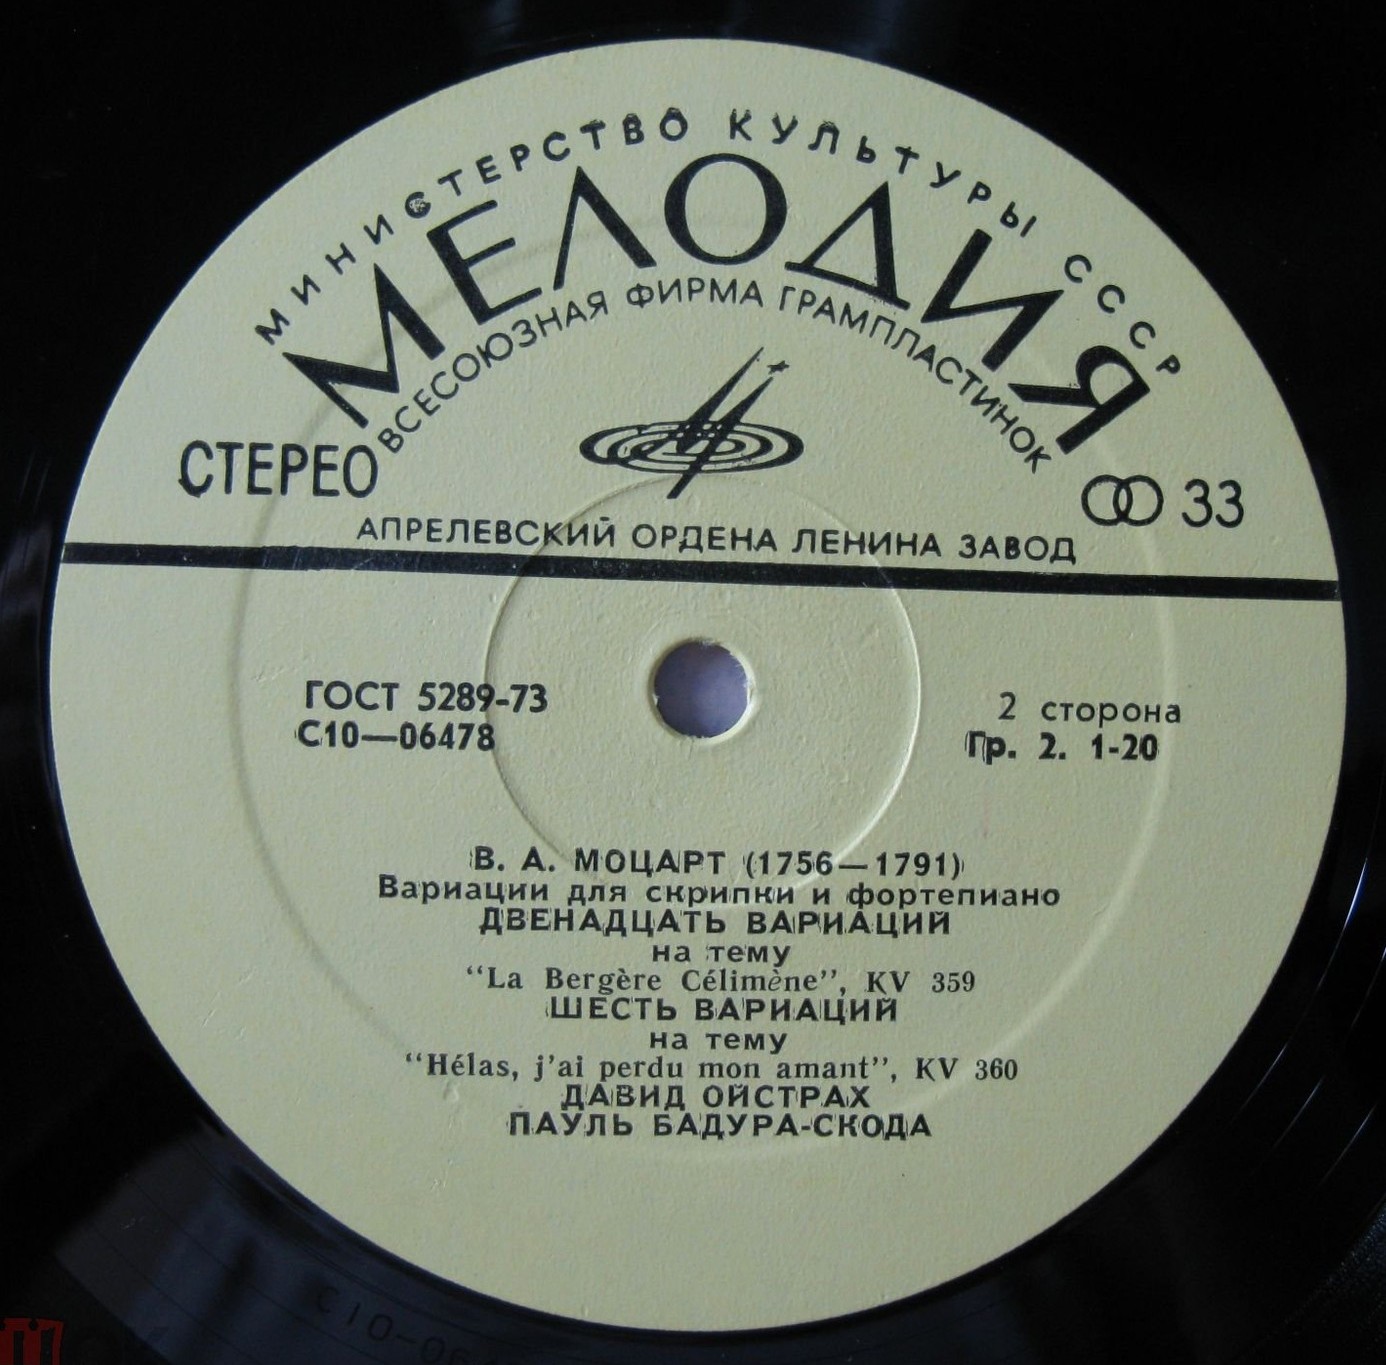 МИНИСТЕРСТВО КУЛЬТУРЫ СССР
МЕЛОДИЯ
ВСЕСОЮЗНАЯ ФИРМА ГРАМПЛАСТИНОК
СТЕРЕО
33
АПРЕЛЕВСКИЙ ОРДЕНА ЛЕНИНА ЗАВОД
ГОСТ 5289-73
С10—06478
2 сторона
Гр. 2. 1-20
В. А. МОЦАРТ (1756—1791)
Вариации для скрипки и фортепиано
ДВЕНАДЦАТЬ ВАРИАЦИЙ
на тему
“La Bergère Célimène”, KV 359
ШЕСТЬ ВАРИАЦИЙ
на тему
“Hélas, j’ai perdu mon amant”, KV 360
ДАВИД ОЙСТРАХ
ПАУЛЬ БАДУРА-СКОДА